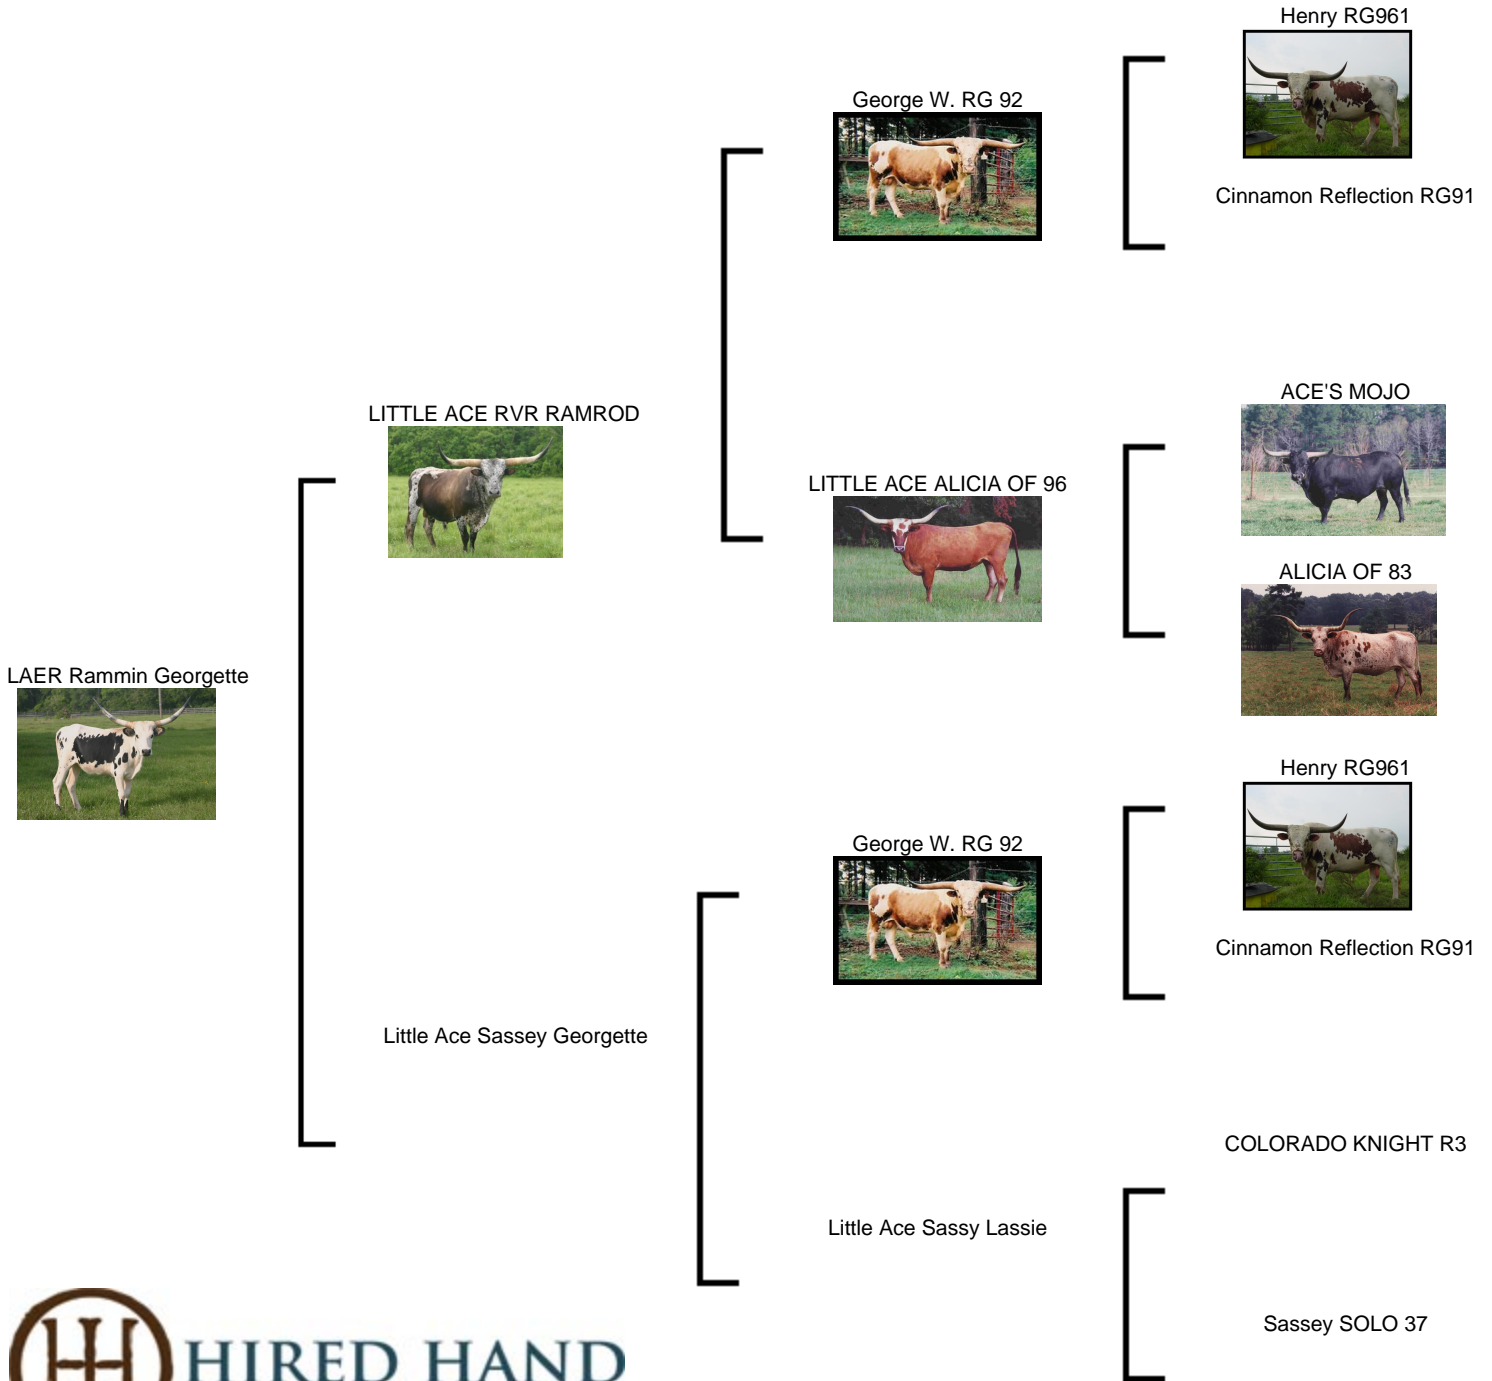 Henry RG961
George W. RG 92
Cinnamon Reflection RG91
ACE'S MOJO
LITTLE ACE RVR RAMROD
LITTLE ACE ALICIA OF 96
ALICIA OF 83
LAER Rammin Georgette
Henry RG961
George W. RG 92
Cinnamon Reflection RG91
Little Ace Sassey Georgette
COLORADO KNIGHT R3
Little Ace Sassy Lassie
Sassey SOLO 37
HIRED HAND